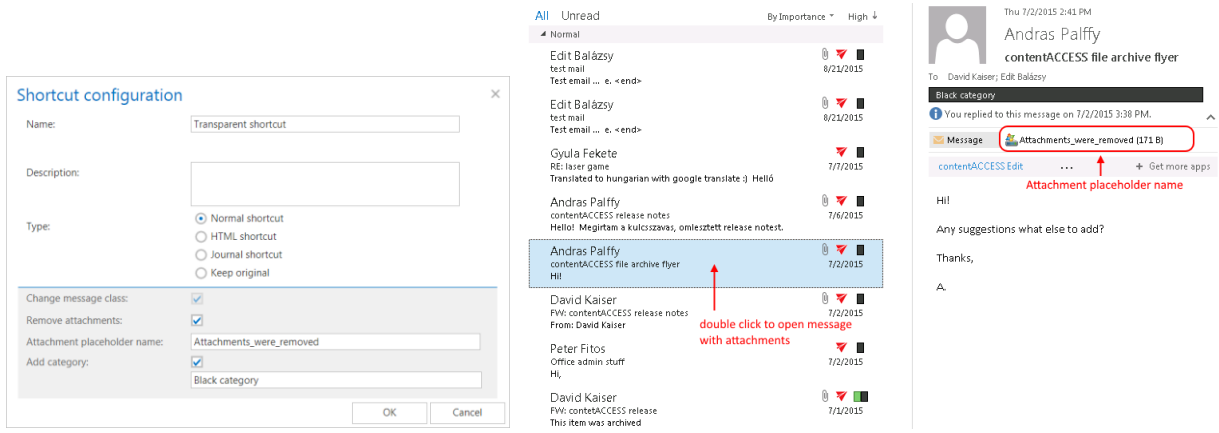 Shortcut configuration
Name:
Transparent shortcut
Description:
Type:
Normal shortcut
HTML shortcut
Journal shortcut
Keep original
Change message class:
Remove attachments:
Attachment placeholder name:
Attachments_were_removed
Add category:
Black category
OK Cancel
All Unread By Importance High ↓
Normal
Edit Balázsy
test mail 8/21/2015
Test email ... e. <end>
Edit Balázsy
test mail 8/21/2015
Test email ... e. <end>
Gyula Fekete
RE: laser game 7/7/2015
Translated to hungarian with google translate :) Helló
Andras Palffy
contentACCESS release notes 7/6/2015
Hello! Megirtam a kulcsszavas, omlesztett release notest.
Andras Palffy
contentACCESS file archive flyer 7/2/2015
Hi!
David Kaiser
FW: contentACCESS release notes 7/2/2015
From: David Kaiser
double click to open message
with attachments
Peter Fitos
Office admin stuff 7/2/2015
Hi,
David Kaiser
FW: contetACCESS release 7/1/2015
This item was archived
Thu 7/2/2015 2:41 PM
Andras Palffy
contentACCESS file archive flyer
To David Kaiser; Edit Balázsy
Black category
You replied to this message on 7/2/2015 3:38 PM.
Message Attachments_were_removed (171 B)
contentACCESS Edit ... + Get more apps
Attachment placeholder name
Hi!
Any suggestions what else to add?
Thanks,
A.